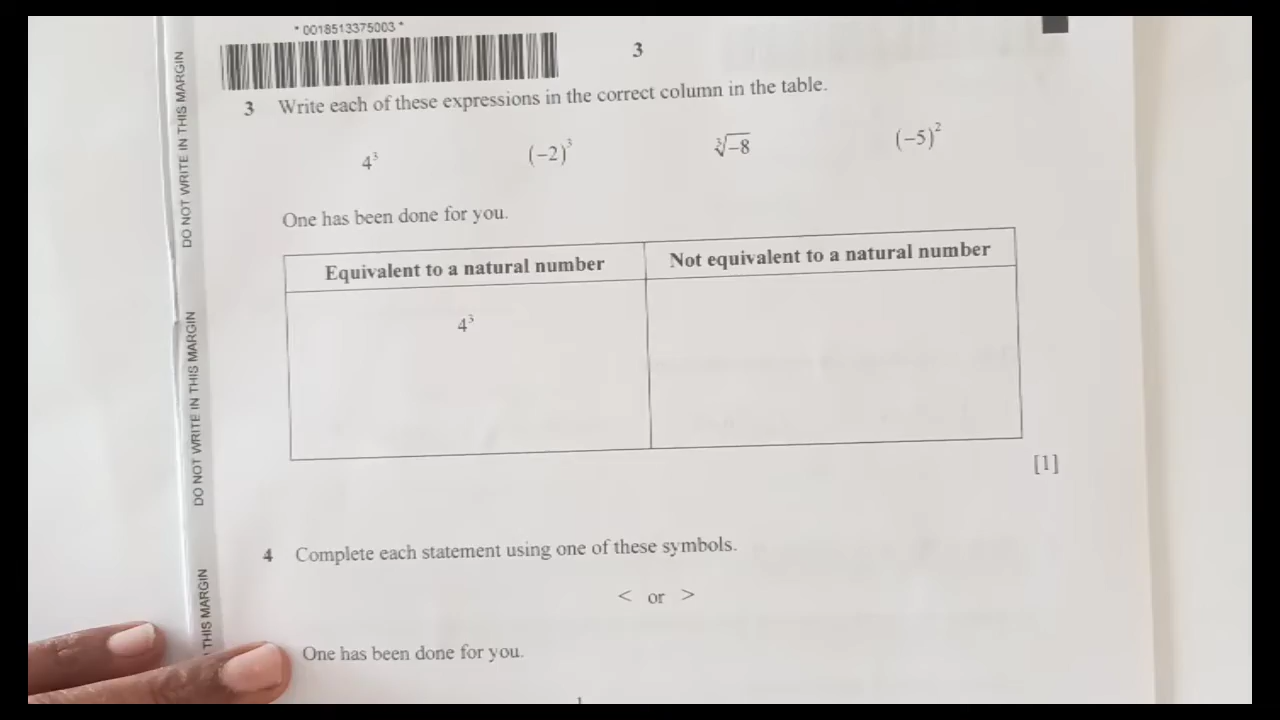 * 0018513375003 *
3
3 Write each of these expressions in the correct column in the table.
4³ (−2)³ ∛−8 (−5)²
One has been done for you.
Equivalent to a natural number Not equivalent to a natural number
4³
[1]
4 Complete each statement using one of these symbols.
< or >
One has been done for you.
DO NOT WRITE IN THIS MARGIN
DO NOT WRITE IN THIS MARGIN
THIS MARGIN